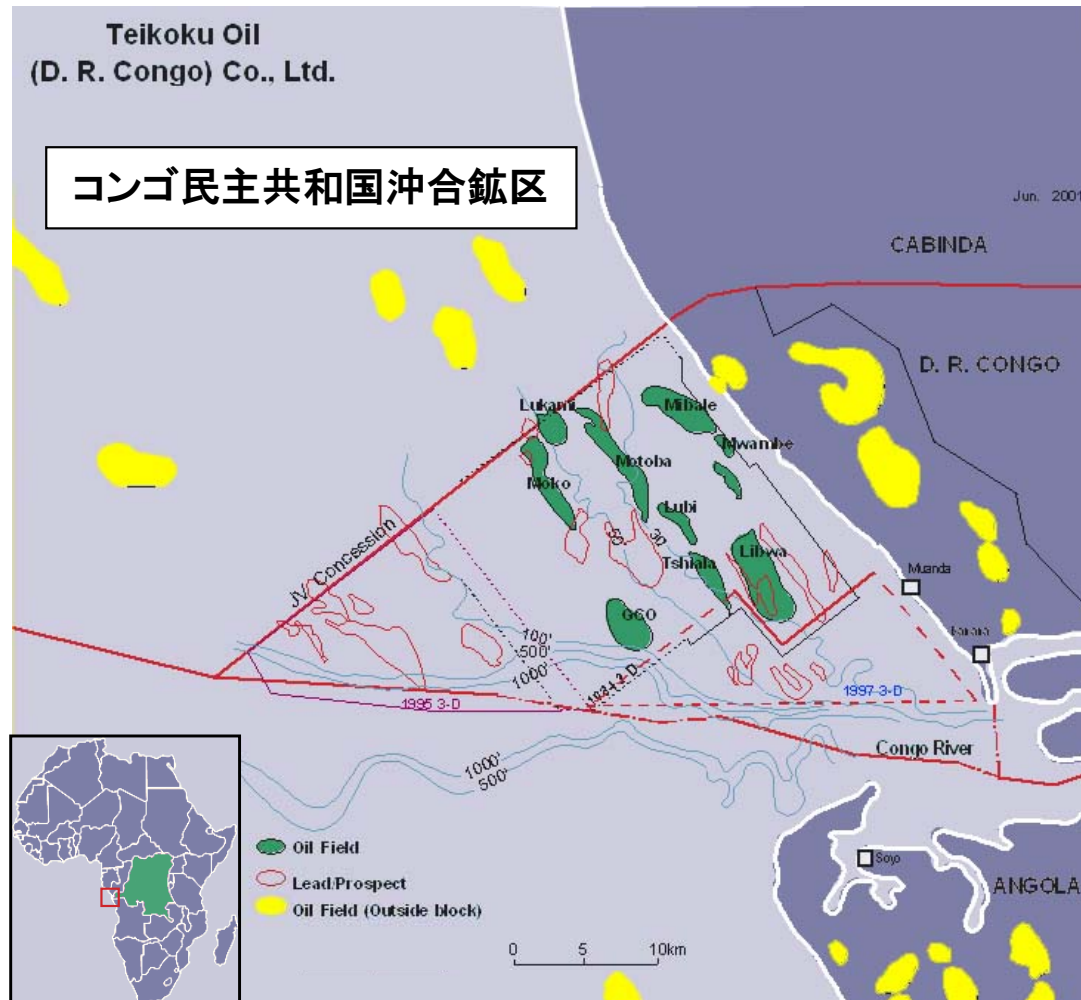 Teikoku Oil
(D. R. Congo) Co., Ltd.
コンゴ民主共和国沖合鉱区
Jun. 2001
CABINDA
D. R. CONGO
Lukami
Mibale
Mwambe
Motoba
Moko
Lubi
50'
30'
Libwa
Tshiala
JV Concession
Muanda
GCO
100'
500'
1000'
1994 3-D
1995 3-D
1997 3-D
Congo River
1000'
500'
Soyo
ANGOLA
Oil Field
Lead/Prospect
Oil Field (Outside block)
0 5 10km